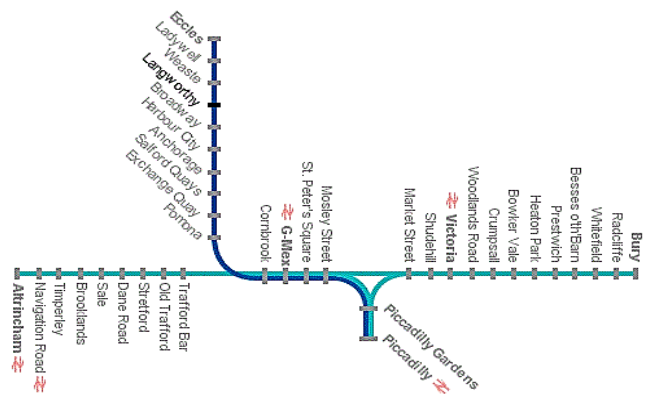 Eccles
Ladywell
Weaste
Langworthy
Broadway
Harbour City
Anchorage
Salford Quays
Exchange Quay
Pomona
Cornbrook
G-Mex
St. Peter's Square
Mosley Street
Market Street
Shudehill
Victoria
Woodlands Road
Crumpsall
Bowker Vale
Heaton Park
Prestwich
Besses o'th'Barn
Whitefield
Radcliffe
Bury
Altrincham
Navigation Road
Timperley
Brooklands
Sale
Dane Road
Stretford
Old Trafford
Trafford Bar
Piccadilly Gardens
Piccadilly